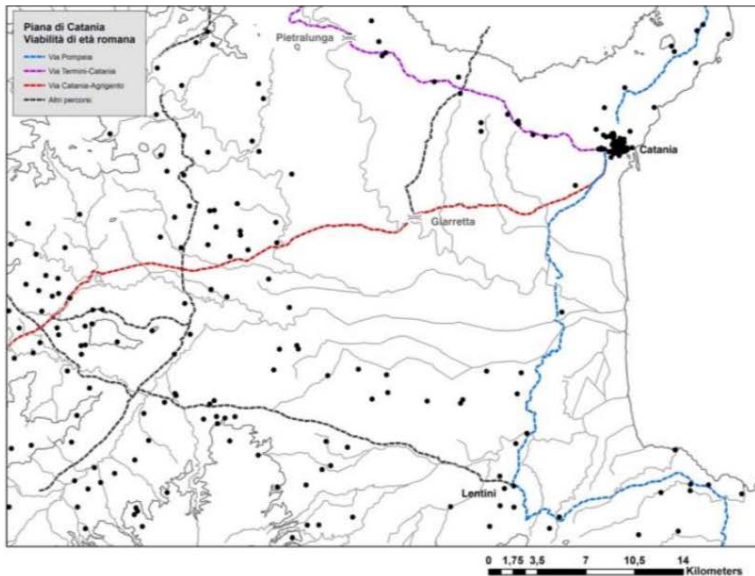 Piana di Catania
Viabilità di età romana
Via Pompeia
Via Termini-Catania
Via Catania-Agrigento
Altri percorsi
Pietralunga
Catania
Giarretta
Lentini
0 1,75 3,5 7 10,5 14
Kilometers